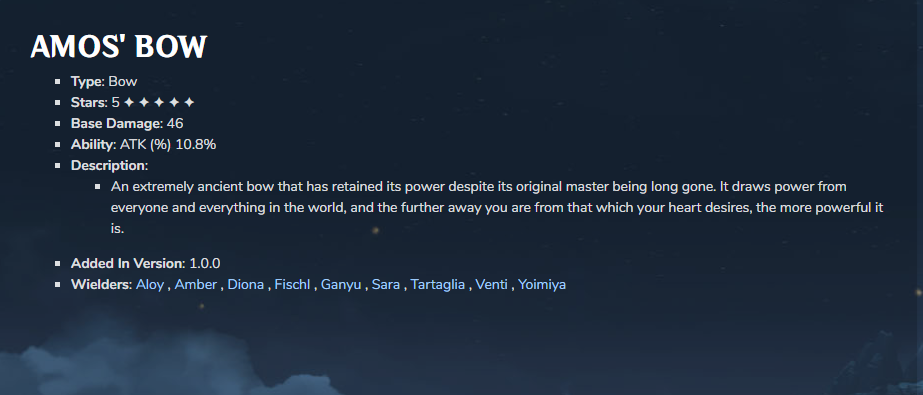 AMOS' BOW
Type: Bow
Stars: 5 ✦ ✦ ✦ ✦ ✦
Base Damage: 46
Ability: ATK (%) 10.8%
Description:
An extremely ancient bow that has retained its power despite its original master being long gone. It draws power from
everyone and everything in the world, and the further away you are from that which your heart desires, the more powerful it
is.
Added In Version: 1.0.0
Wielders: Aloy , Amber , Diona , Fischl , Ganyu , Sara , Tartaglia , Venti , Yoimiya